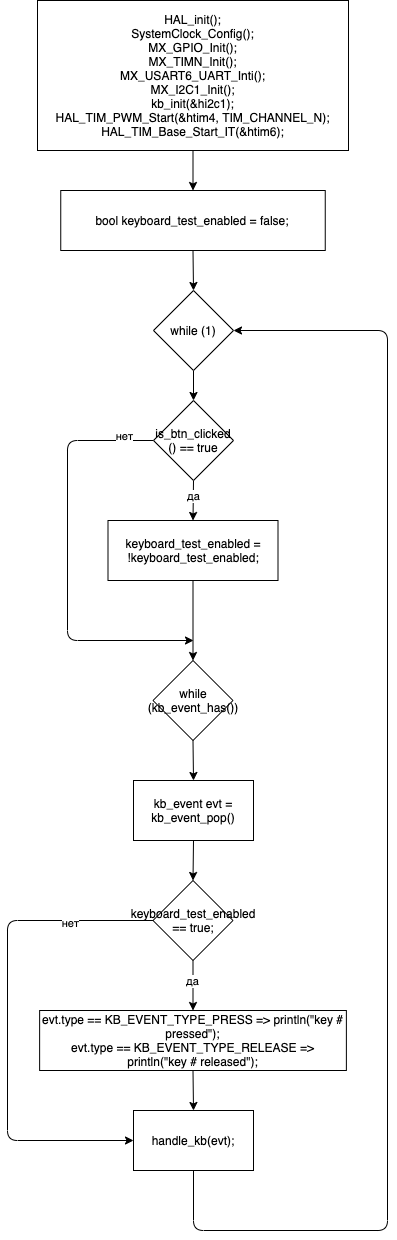 HAL_init();
SystemClock_Config();
MX_GPIO_Init();
MX_TIMN_Init();
MX_USART6_UART_Inti();
MX_I2C1_Init();
kb_init(&hi2c1);
HAL_TIM_PWM_Start(&htim4, TIM_CHANNEL_N);
HAL_TIM_Base_Start_IT(&htim6);
bool keyboard_test_enabled = false;
while (1)
is_btn_clicked
() == true
нет
да
keyboard_test_enabled =
!keyboard_test_enabled;
while
(kb_event_has())
kb_event evt =
kb_event_pop()
keyboard_test_enabled
== true;
нет
да
evt.type == KB_EVENT_TYPE_PRESS => println("key #
pressed");
evt.type == KB_EVENT_TYPE_RELEASE =>
println("key # released");
handle_kb(evt);